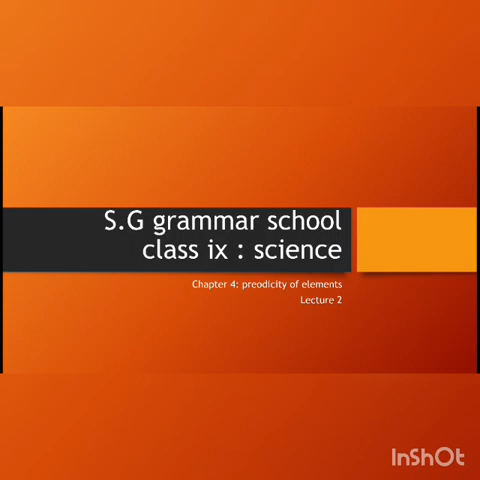 S.G grammar school
class ix : science
Chapter 4: preodicity of elements
Lecture 2
InShOt